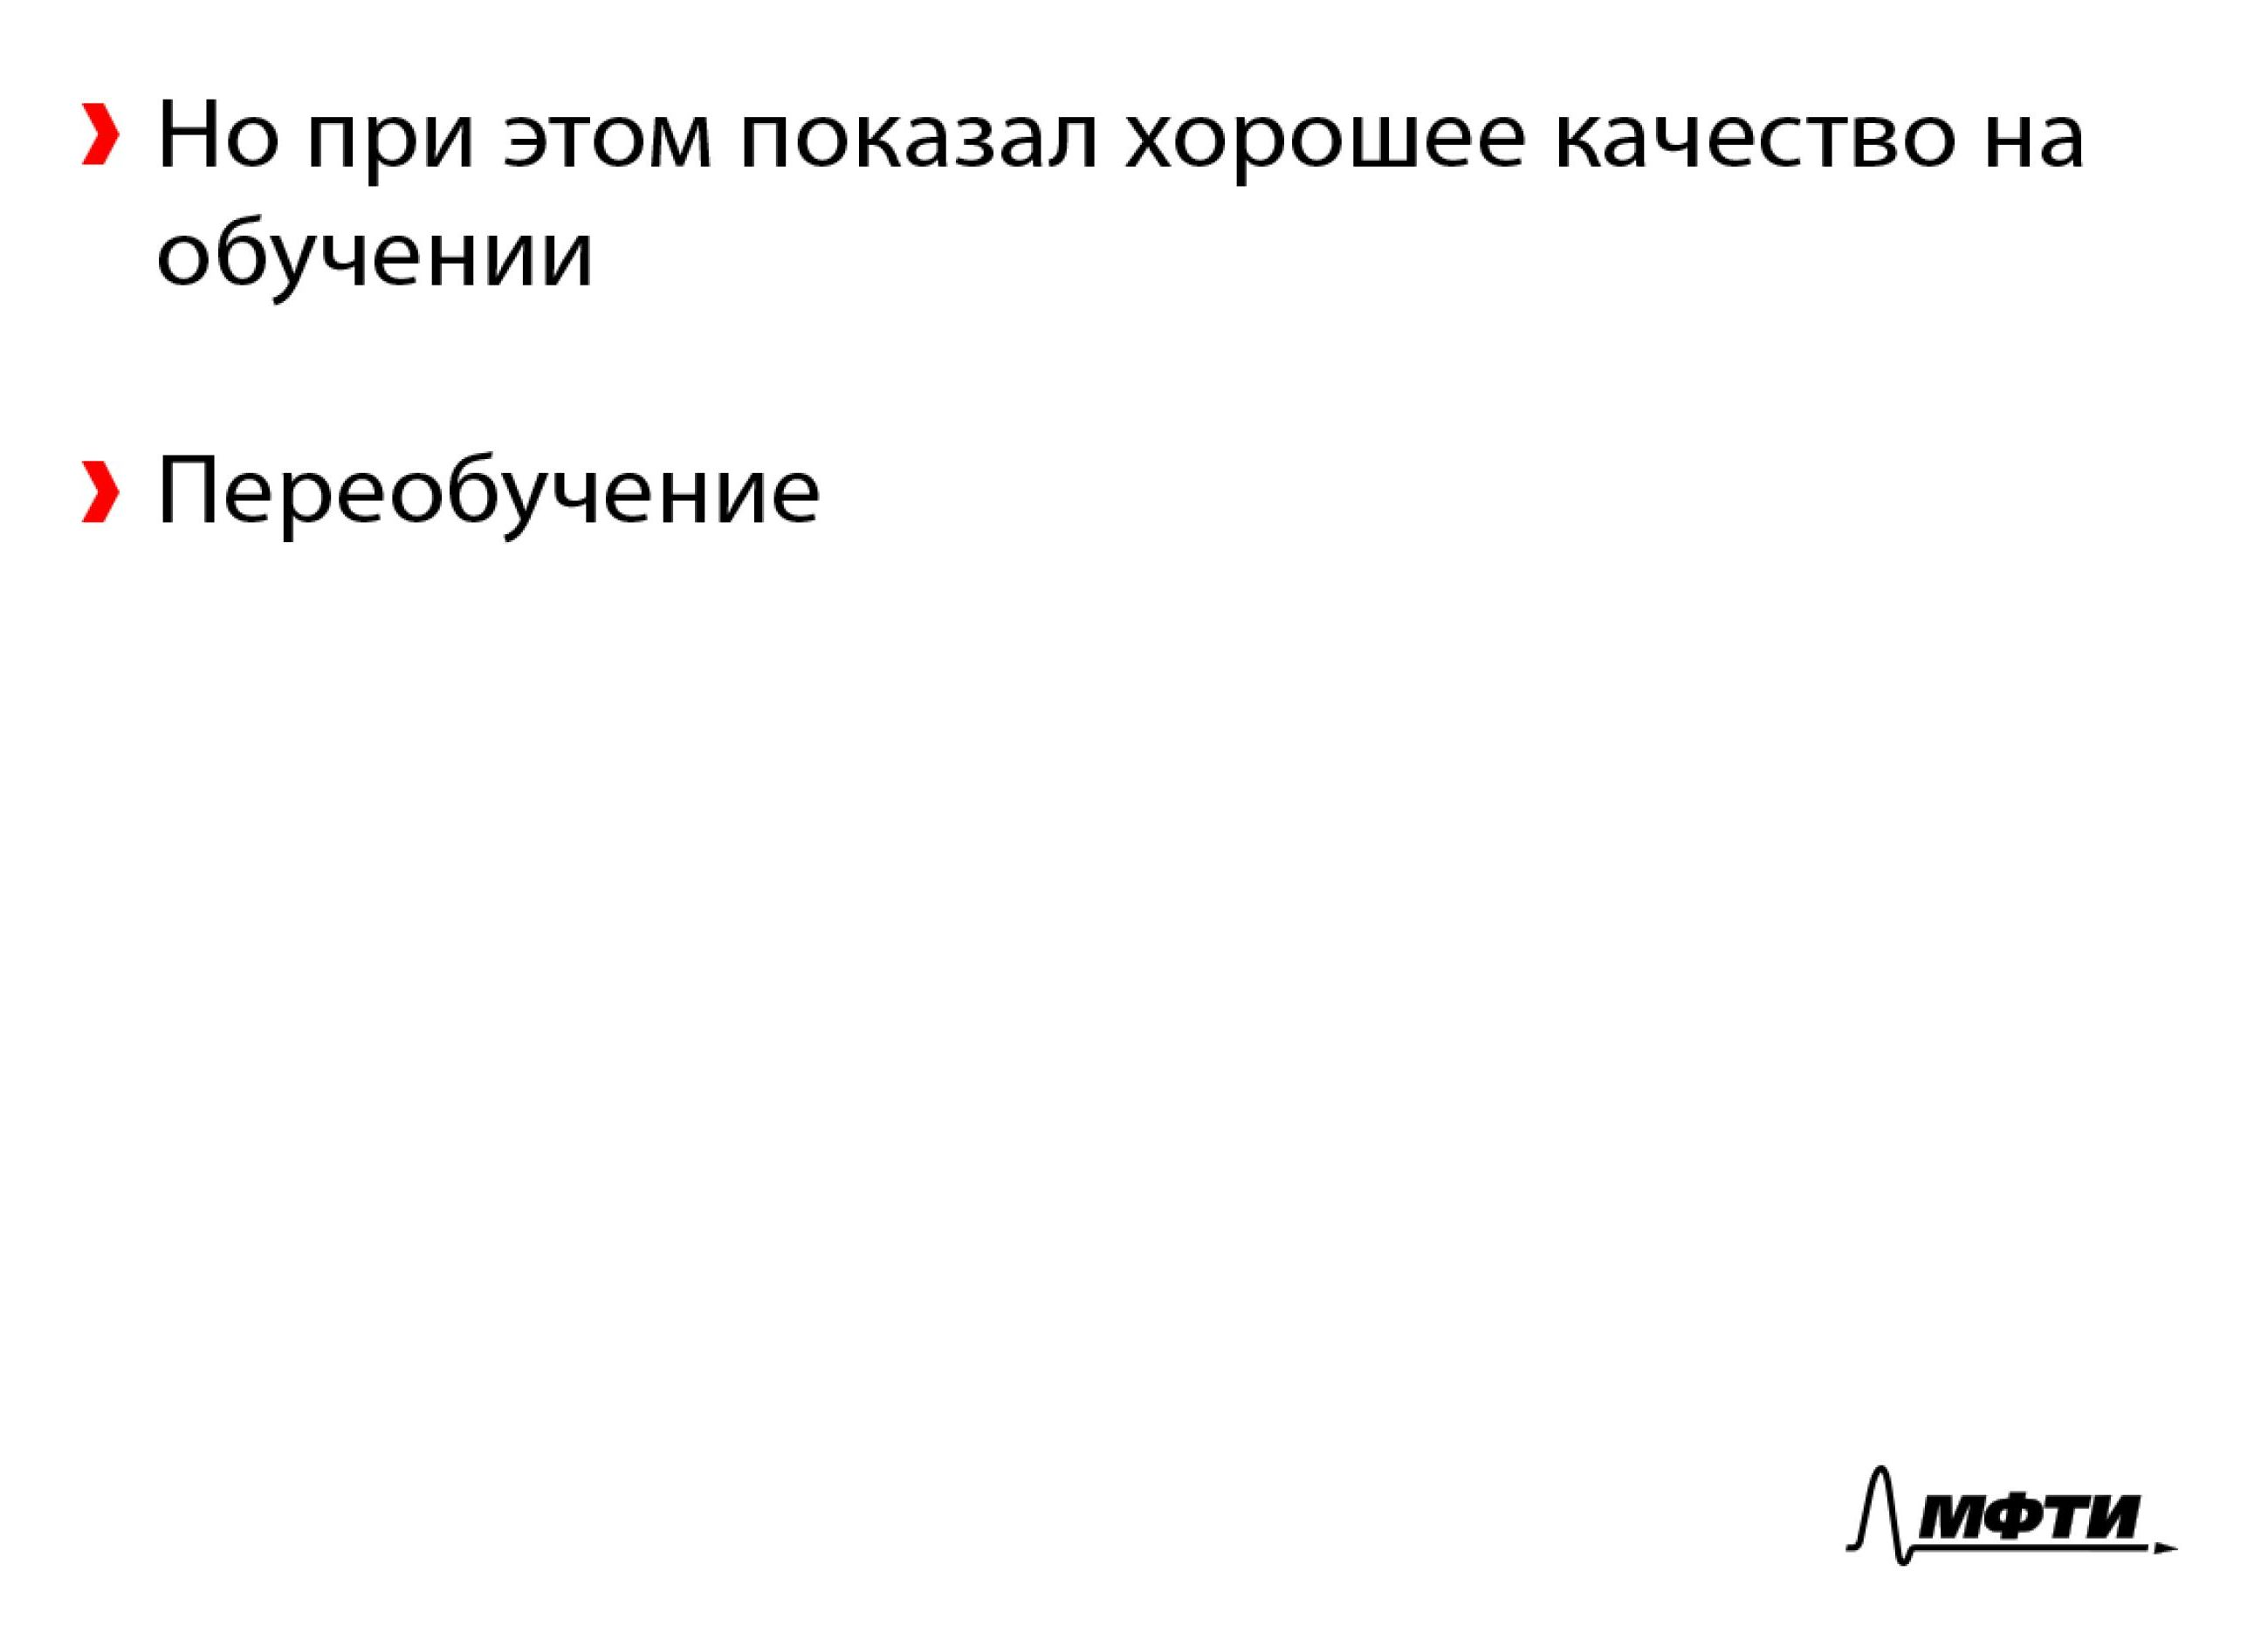 Но при этом показал хорошее качество на
обучении
Переобучение
МФТИ